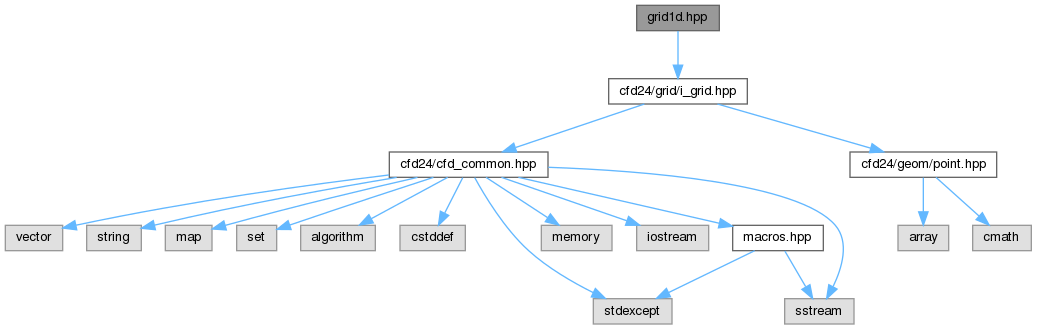 grid1d.hpp
cfd24/grid/i_grid.hpp
cfd24/cfd_common.hpp
cfd24/geom/point.hpp
vector
string
map
set
algorithm
cstddef
memory
iostream
macros.hpp
array
cmath
stdexcept
sstream